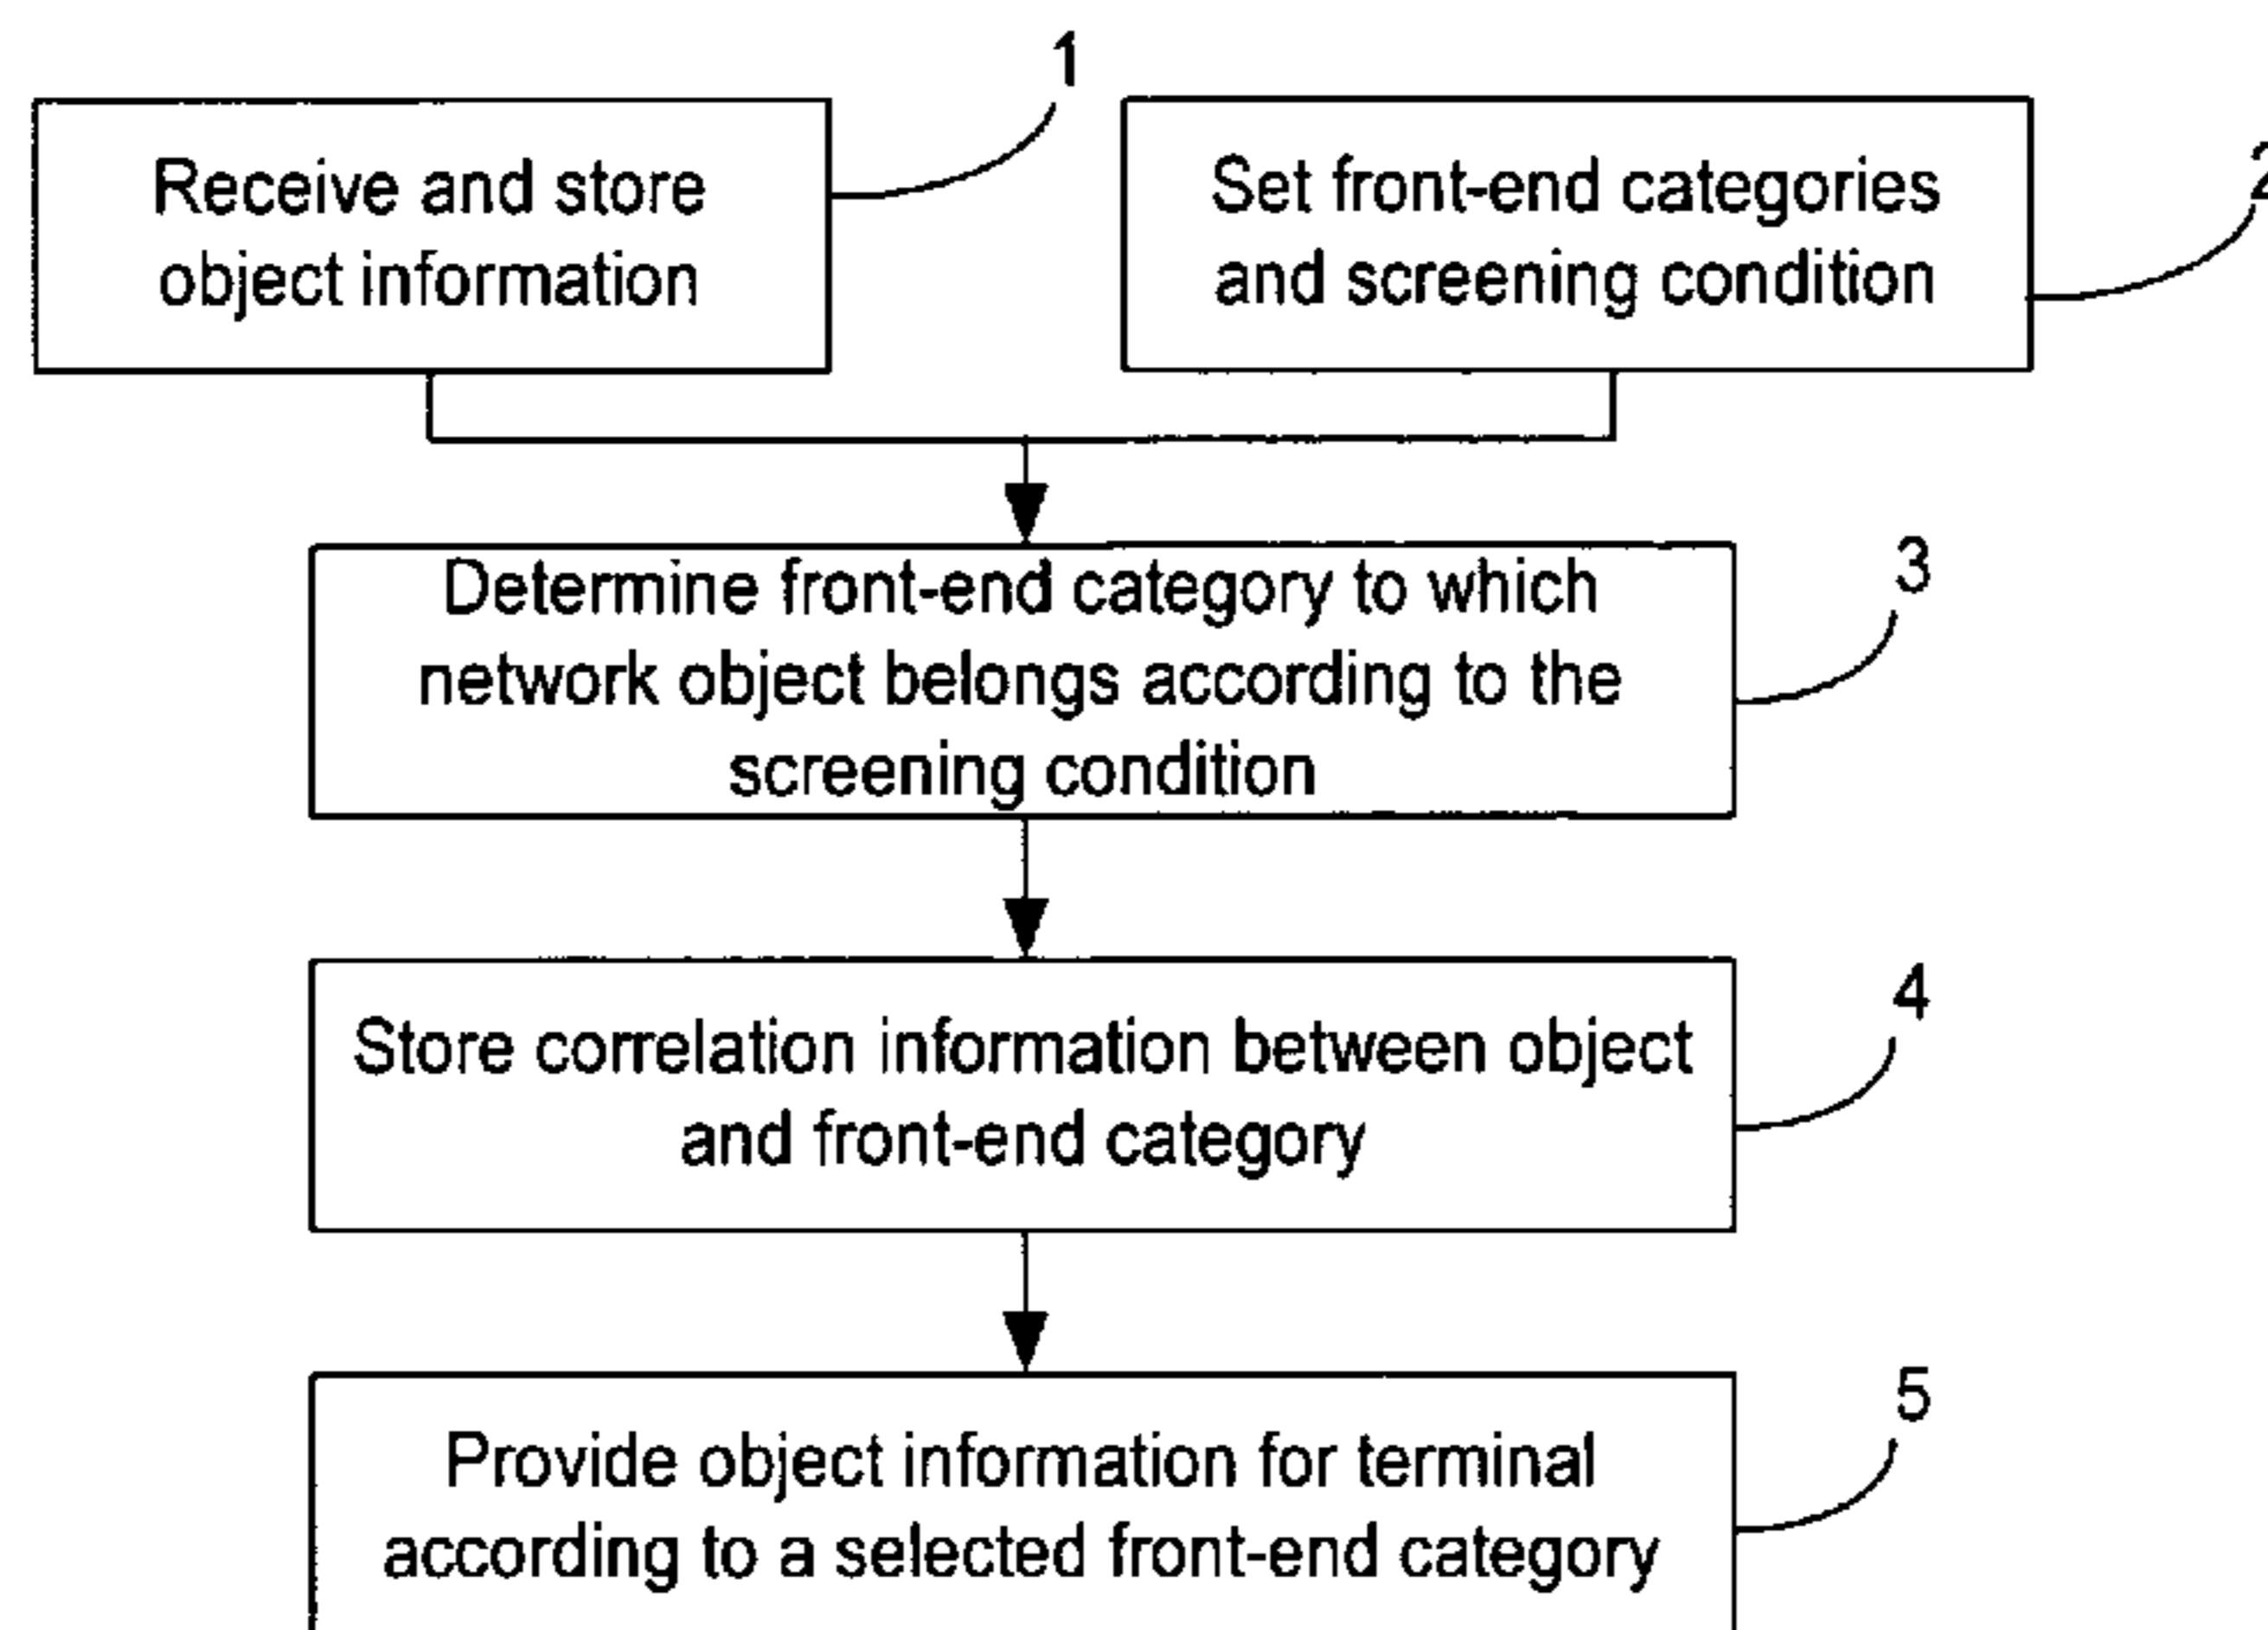 1
Receive and store
object information
2
Set front-end categories
and screening condition
3
Determine front-end category to which
network object belongs according to the
screening condition
4
Store correlation information between object
and front-end category
5
Provide object information for terminal
according to a selected front-end category